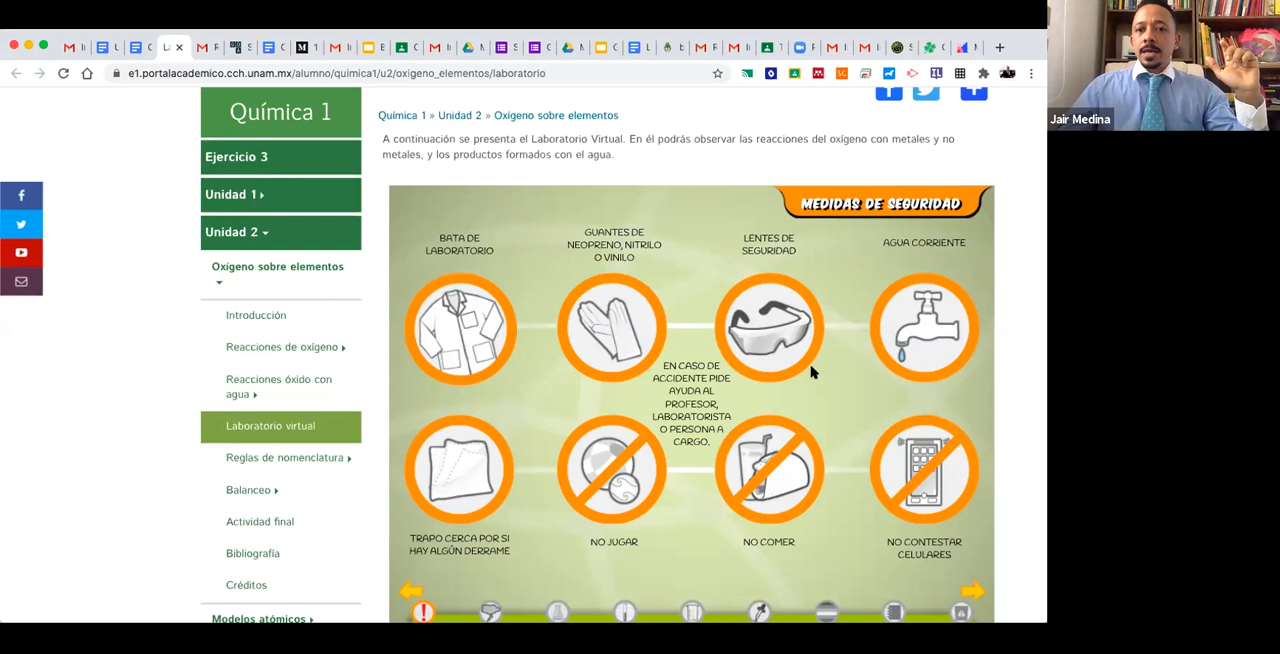 e1.portalacademico.cch.unam.mx/alumno/quimica1/u2/oxigeno_elementos/laboratorio
Jair Medina
Química 1
Ejercicio 3
Unidad 1
Unidad 2
Oxígeno sobre elementos
Introducción
Reacciones de oxígeno
Reacciones óxido con
agua
Laboratorio virtual
Reglas de nomenclatura
Balanceo
Actividad final
Bibliografía
Créditos
Modelos atómicos
Química 1 » Unidad 2 » Oxígeno sobre elementos
A continuación se presenta el Laboratorio Virtual. En él podrás observar las reacciones del oxígeno con metales y no
metales, y los productos formados con el agua.
MEDIDAS DE SEGURIDAD
BATA DE
LABORATORIO
GUANTES DE
NEOPRENO, NITRILO
O VINILO
LENTES DE
SEGURIDAD
AGUA CORRIENTE
EN CASO DE
ACCIDENTE PIDE
AYUDA AL
PROFESOR,
LABORATORISTA
O PERSONA A
CARGO.
TRAPO CERCA POR SI
HAY ALGÚN DERRAME
NO JUGAR
NO COMER
NO CONTESTAR
CELULARES